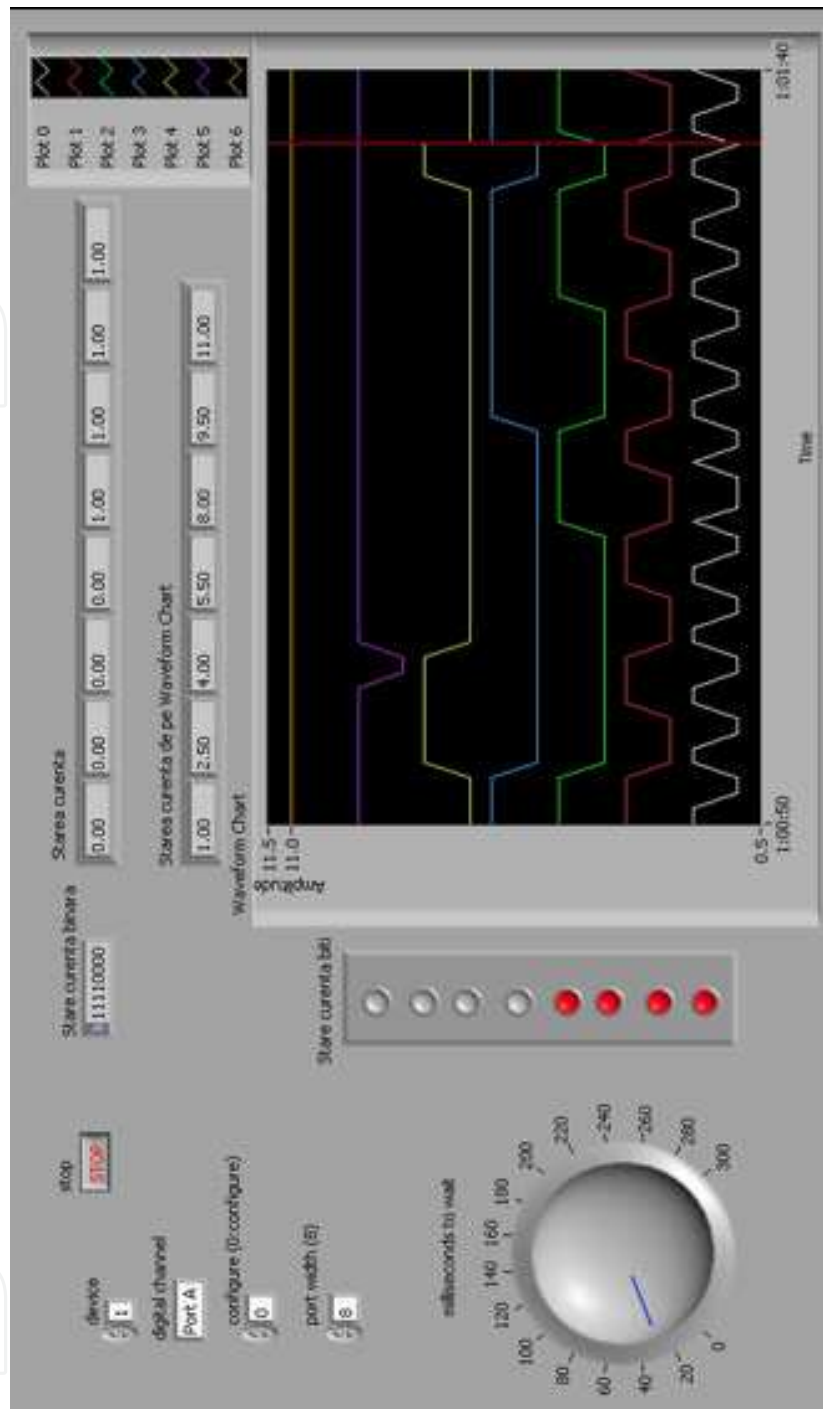 stop
STOP
device
1
digital channel
Port A
configure (0:configure)
0
port width (8)
8
milliseconds to wait
0 20 40 60 80 100 120 140 160 180 200 220 240 260 280 300
Stare curenta binara
11110000
Starea curenta
0.00 0.00 0.00 0.00 1.00 1.00 1.00 1.00
Starea curenta de pe Waveform Chart
1.00 2.50 4.00 5.50 8.00 9.50 11.00
Stare curenta biti
Waveform Chart
Plot 0
Plot 1
Plot 2
Plot 3
Plot 4
Plot 5
Plot 6
Amplitude
11.5
11.0
0.5
1:00:50
1:01:40
Time